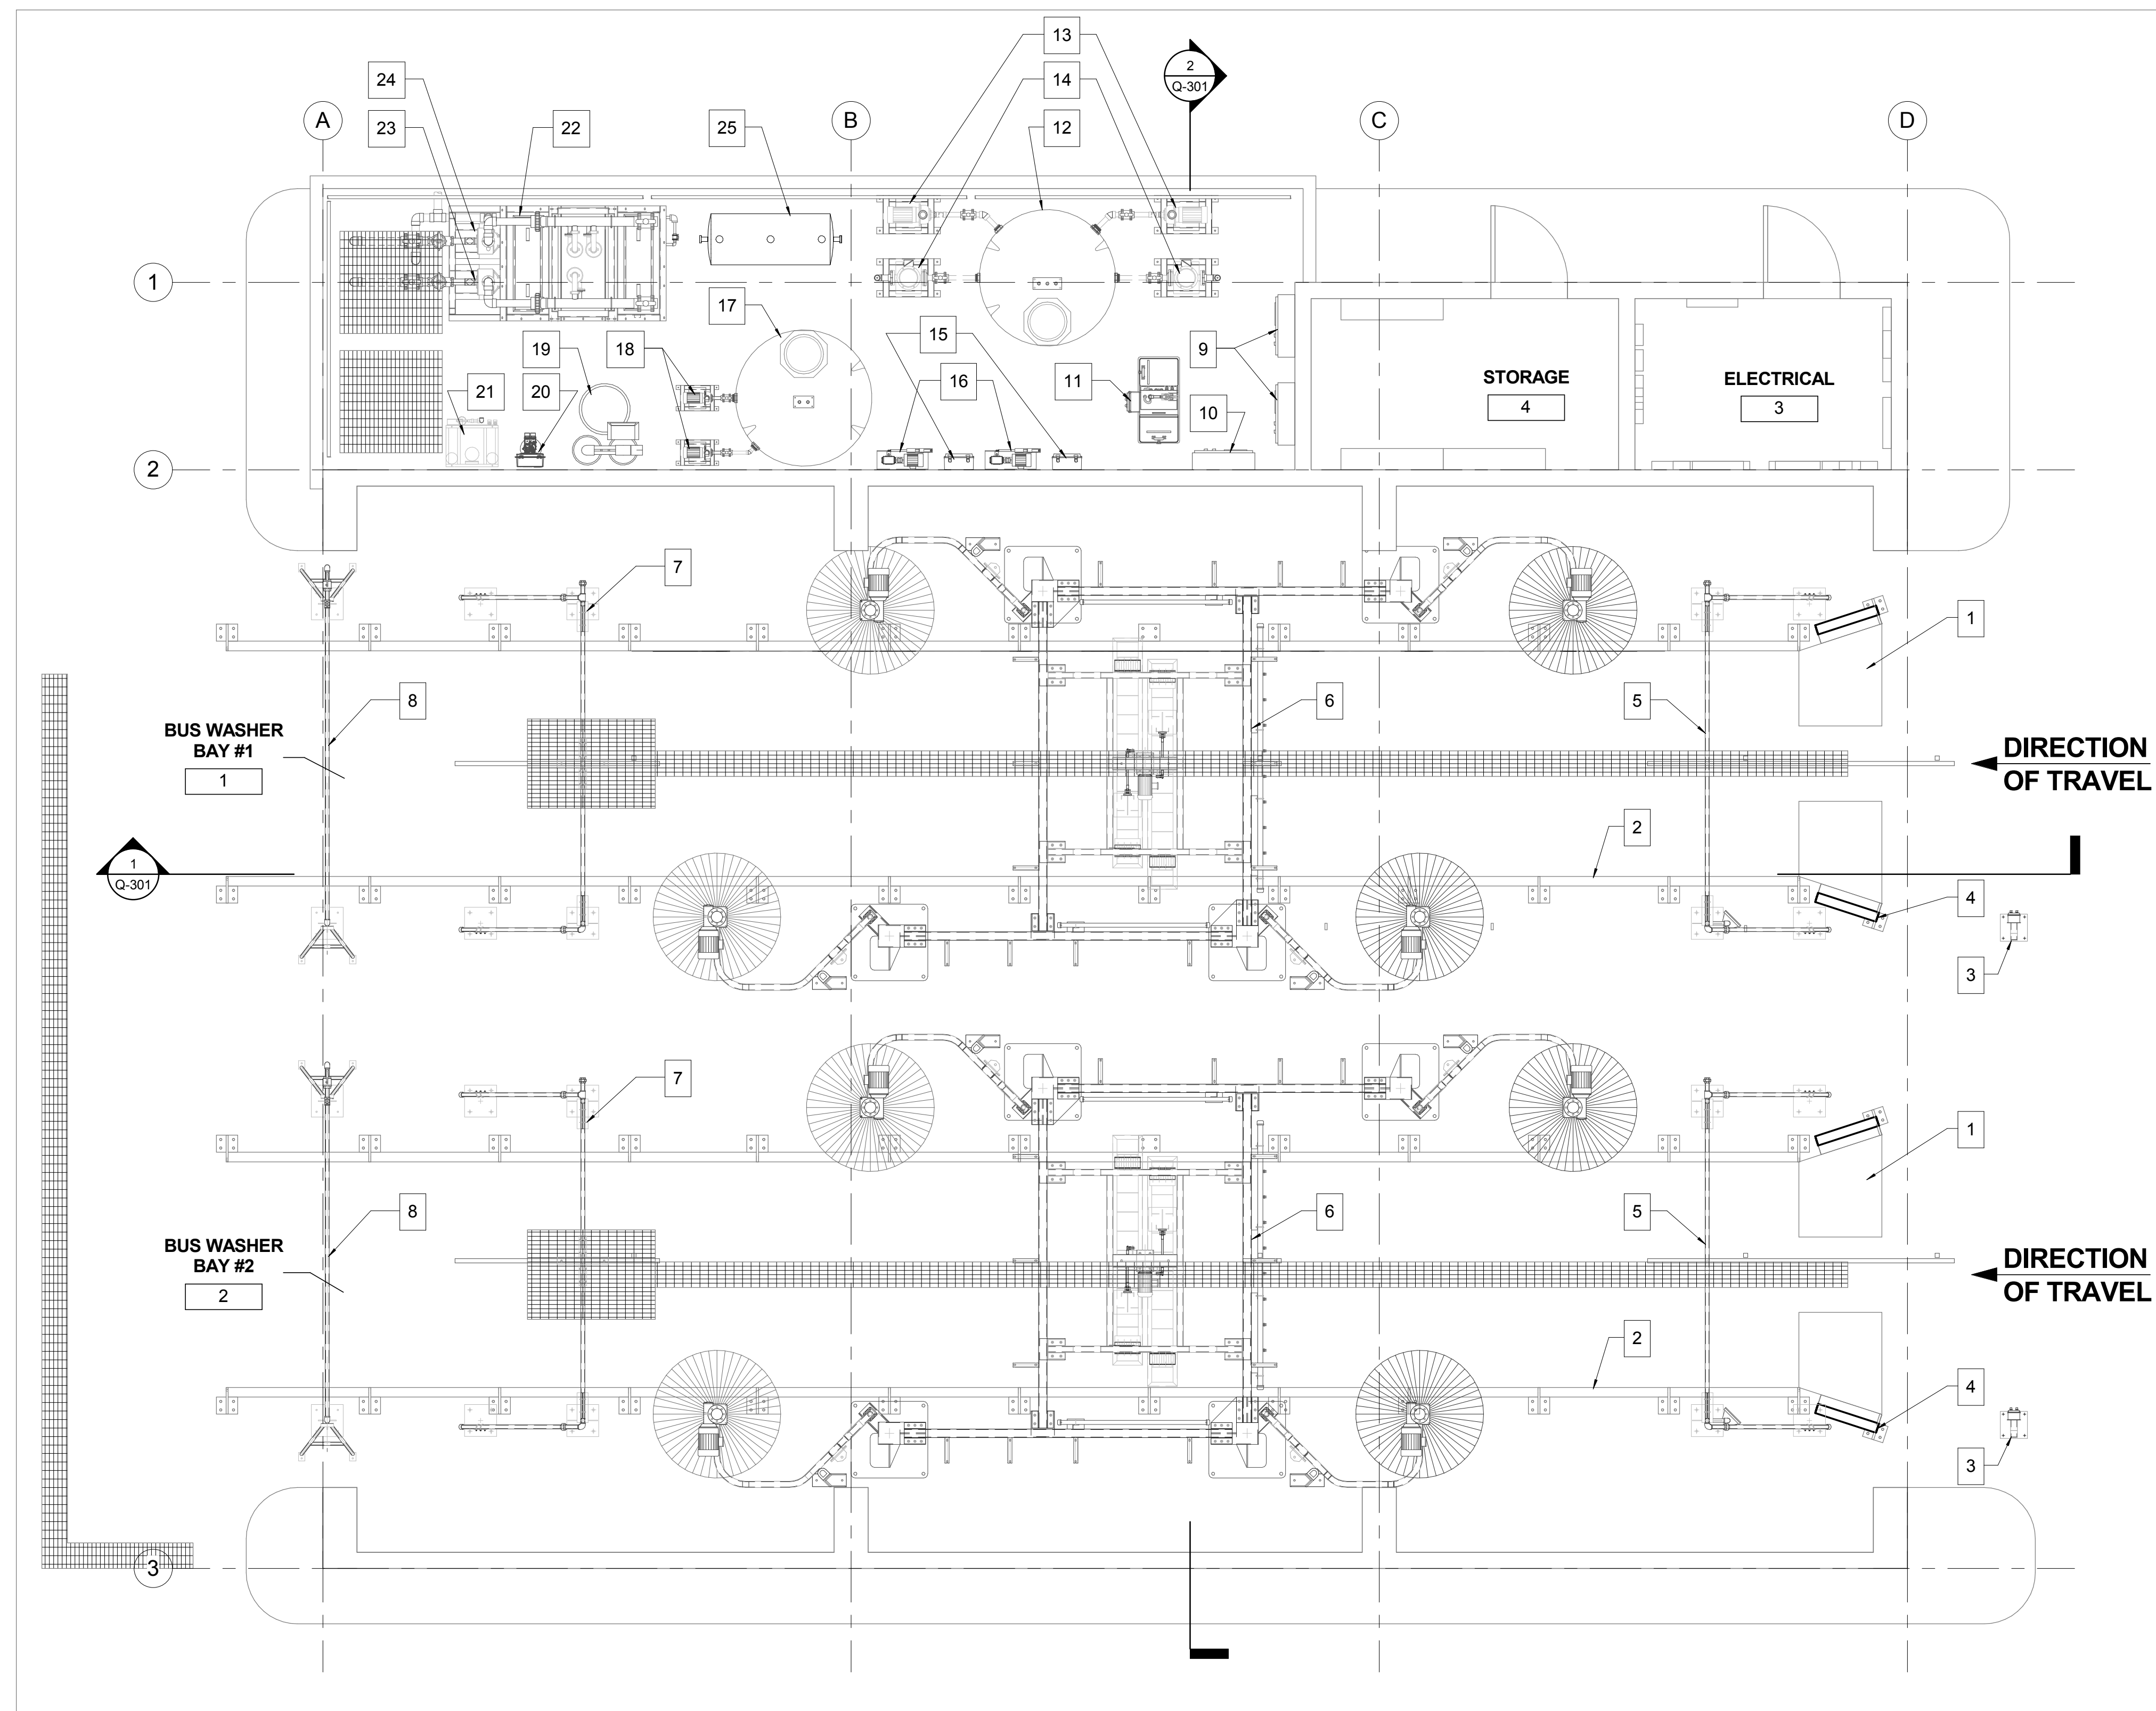 13
24
14
2
Q-301
A
23
22
25
B
12
C
D
1
17
19
18
15
9
21
20
16
11
10
STORAGE
4
ELECTRICAL
3
2
7
1
8
6
5
BUS WASHER
BAY #1
1
DIRECTION
OF TRAVEL
2
1
Q-301
4
3
7
1
8
6
5
BUS WASHER
BAY #2
2
DIRECTION
OF TRAVEL
2
4
3
3